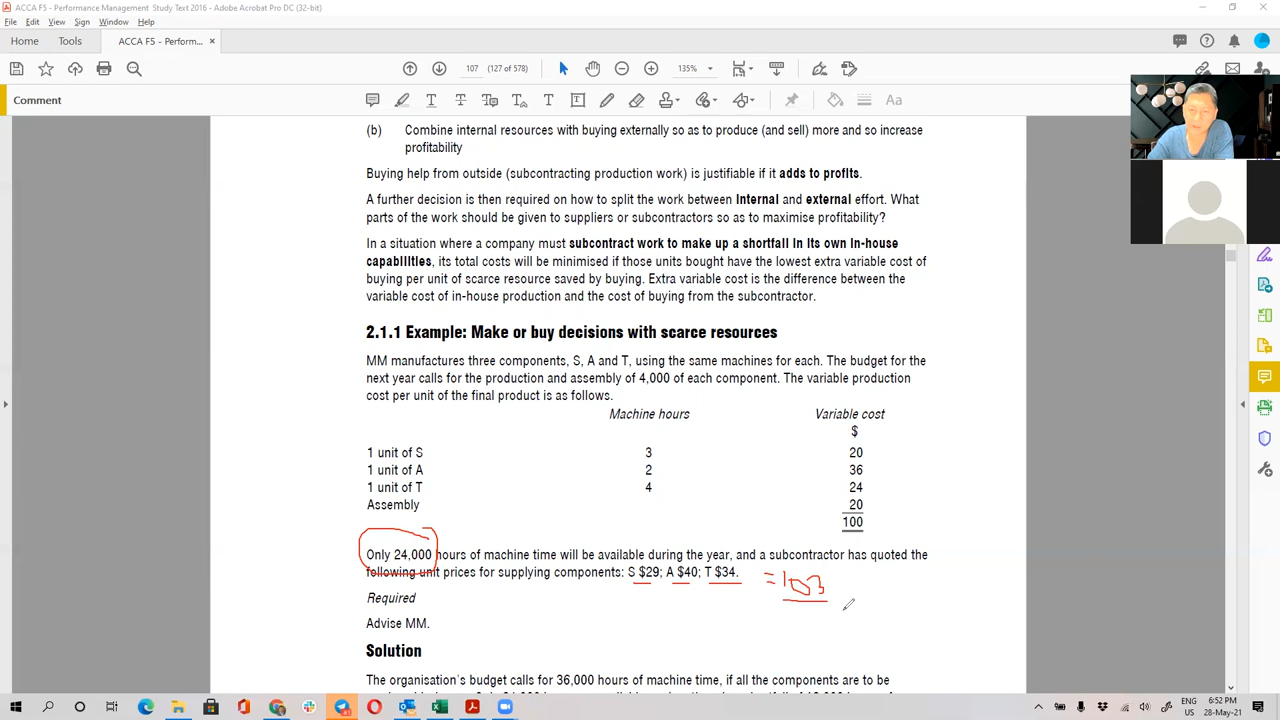 ACCA F5 - Performance Management Study Text 2016 - Adobe Acrobat Pro DC (32-bit)
File Edit View Sign Window Help
Home Tools ACCA F5 - Perform... ×
107 (127 of 578) 135%
Comment
Aa
(b) Combine internal resources with buying externally so as to produce (and sell) more and so increase
profitability
Buying help from outside (subcontracting production work) is justifiable if it adds to profits.
A further decision is then required on how to split the work between internal and external effort. What
parts of the work should be given to suppliers or subcontractors so as to maximise profitability?
In a situation where a company must subcontract work to make up a shortfall in its own in-house
capabilities, its total costs will be minimised if those units bought have the lowest extra variable cost of
buying per unit of scarce resource saved by buying. Extra variable cost is the difference between the
variable cost of in-house production and the cost of buying from the subcontractor.
2.1.1 Example: Make or buy decisions with scarce resources
MM manufactures three components, S, A and T, using the same machines for each. The budget for the
next year calls for the production and assembly of 4,000 of each component. The variable production
cost per unit of the final product is as follows.
Machine hours Variable cost
$
1 unit of S 3 20
1 unit of A 2 36
1 unit of T 4 24
Assembly 20
100
Only 24,000 hours of machine time will be available during the year, and a subcontractor has quoted the
following unit prices for supplying components: S $29; A $40; T $34. = 103
Required
Advise MM.
Solution
The organisation's budget calls for 36,000 hours of machine time, if all the components are to be
ENG 6:52 PM
US 28-May-21